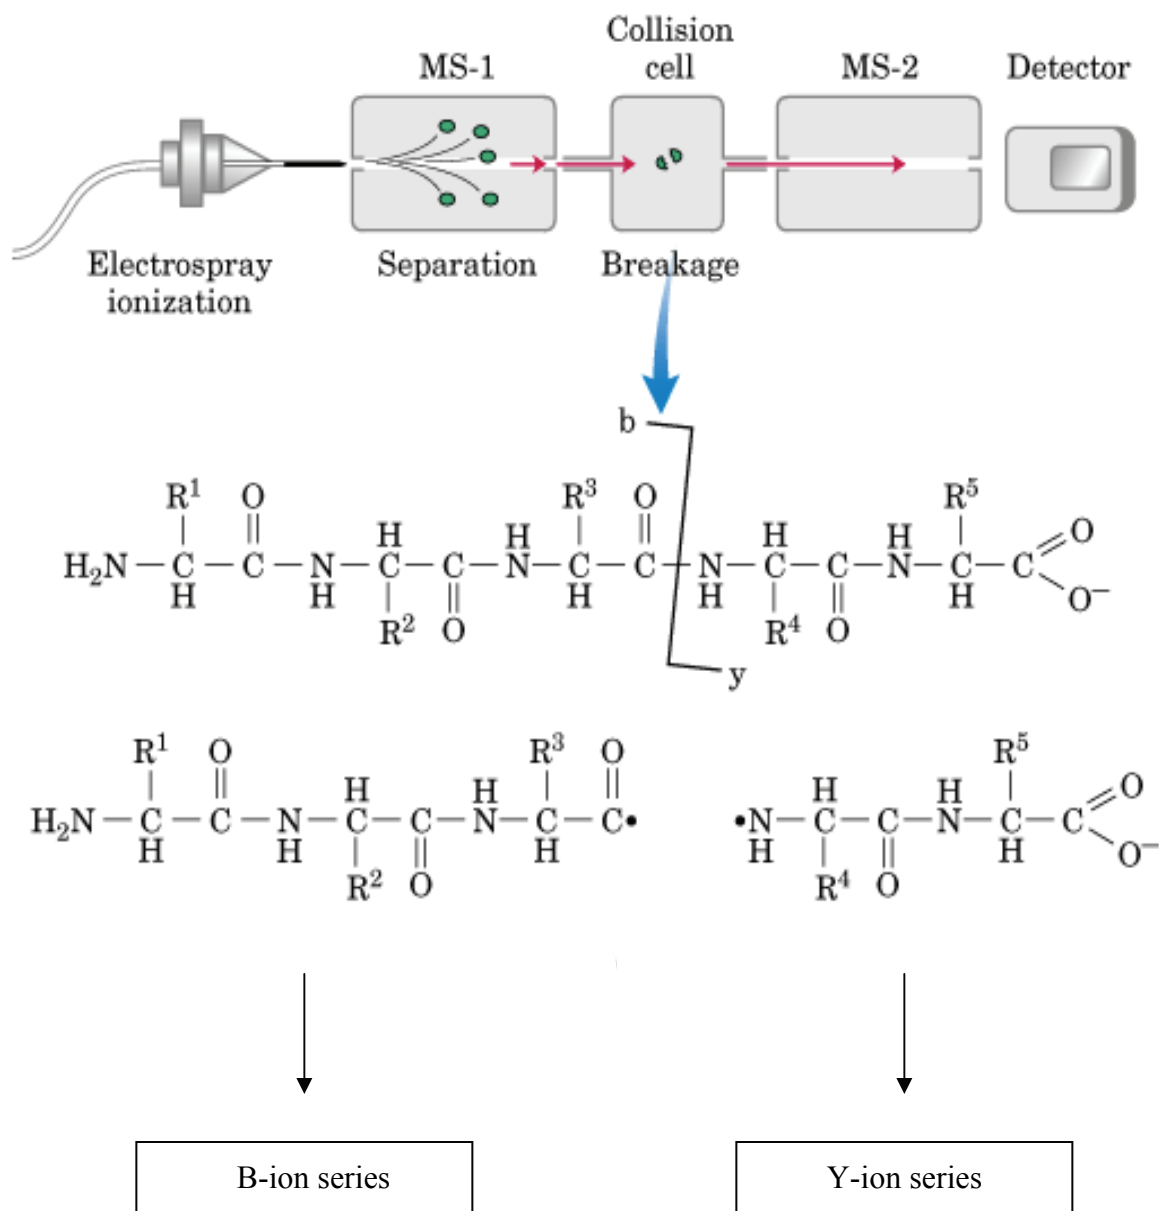 Collision
MS-1 cell MS-2 Detector
Electrospray Separation Breakage
ionization
b
R¹ O R³ O R⁵
H H H H O
H₂N—C—C—N—C—C—N—C—C—N—C—C—N—C—C
H H H H H O⁻
R² O R⁴ O
y
R¹ O R³ O R⁵
H H H H O
H₂N—C—C—N—C—C—N—C—C• •N—C—C—N—C—C
H H H H H O⁻
R² O R⁴ O
B-ion series Y-ion series